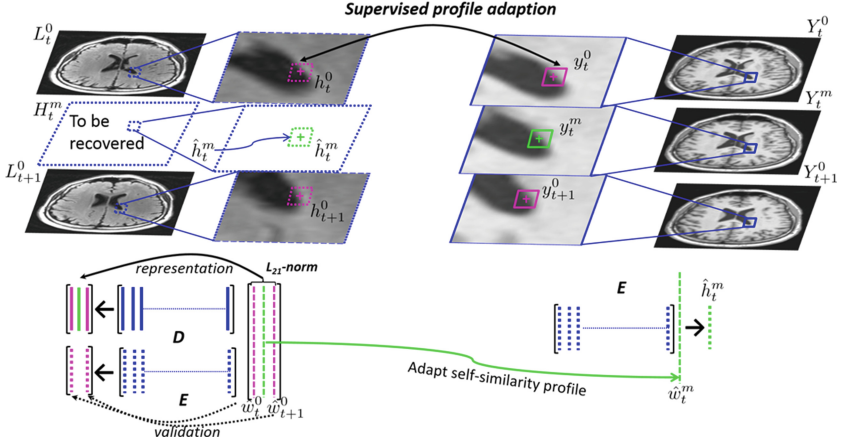 Supervised profile adaption
L_t^0
h_t^0
y_t^0
Y_t^0
H_t^m
To be
recovered
ĥ_t^m
ĥ_t^m
y_t^m
Y_t^m
L_{t+1}^0
h_{t+1}^0
y_{t+1}^0
Y_{t+1}^0
representation
L_{21}-norm
D
E
ŵ_t^0
ŵ_{t+1}^0
validation
E
ĥ_t^m
Adapt self-similarity profile
ŵ_t^m